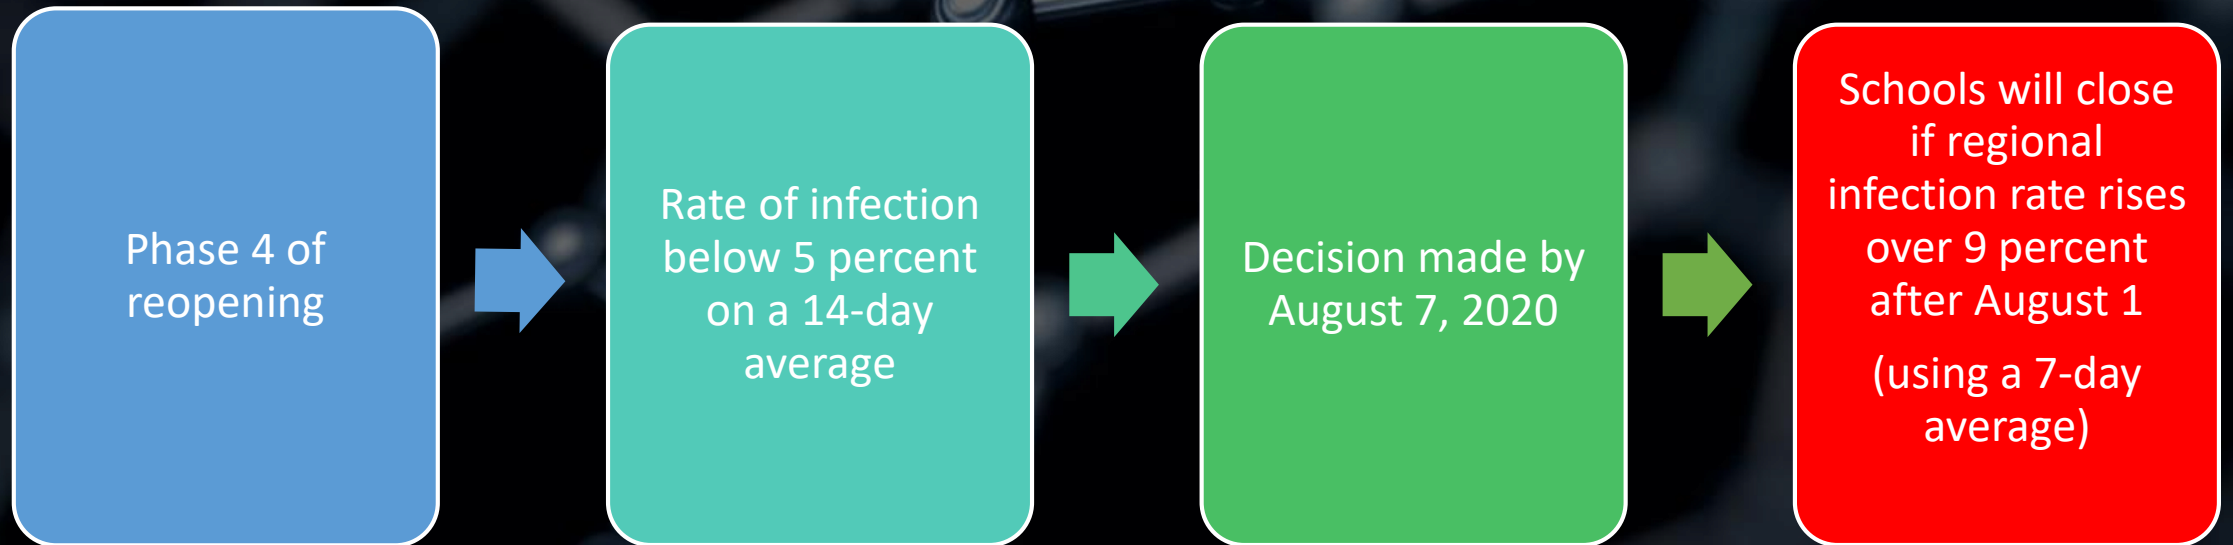 Phase 4 of
reopening
Rate of infection
below 5 percent
on a 14-day
average
Decision made by
August 7, 2020
Schools will close
if regional
infection rate rises
over 9 percent
after August 1
(using a 7-day
average)